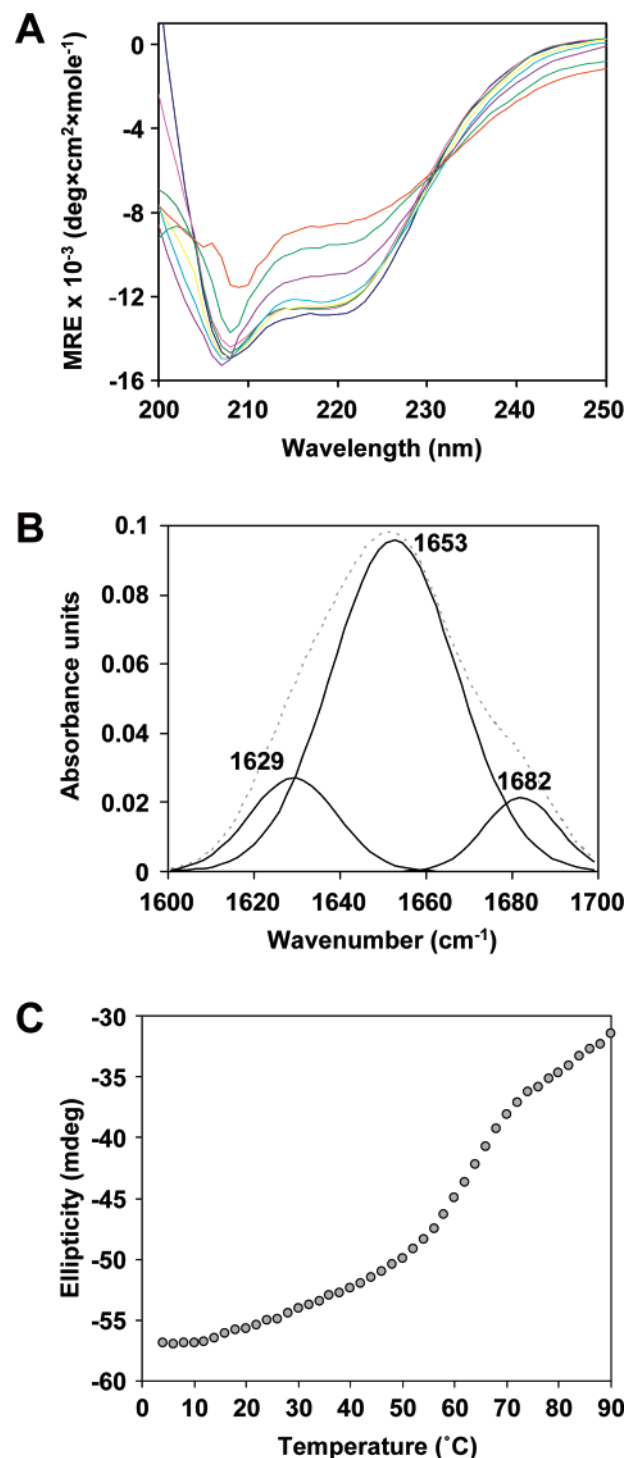 A
0
-4
-8
-12
-16
MRE x 10⁻³ (deg×cm²×mole⁻¹)
200 210 220 230 240 250
Wavelength (nm)
B
0.1
0.08
0.06
0.04
0.02
0
Absorbance units
1653
1629
1682
1600 1620 1640 1660 1680 1700
Wavenumber (cm⁻¹)
C
-30
-35
-40
-45
-50
-55
-60
Ellipticity (mdeg)
0 10 20 30 40 50 60 70 80 90
Temperature (˚C)